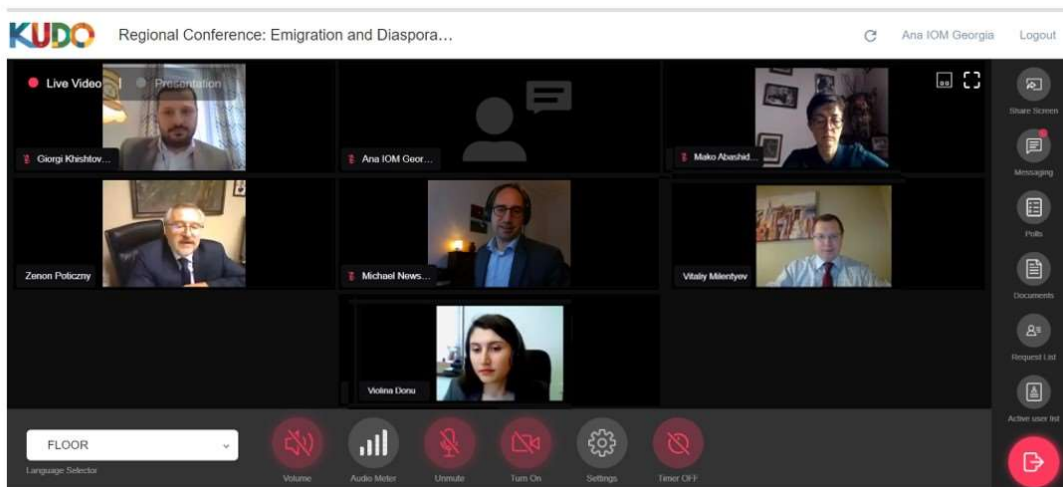 KUDO
Regional Conference: Emigration and Diaspora…
Ana IOM Georgia
Logout
Live Video
Presentation
Giorgi Khishtov...
Ana IOM Geor...
Mako Abashid...
Share Screen
Messaging
Polls
Zenon Poticzny
Michael News...
Vitaliy Milentyev
Documents
Request List
Violina Donu
Active user list
FLOOR
Language Selector
Volume
Audio Meter
Unmute
Turn On
Settings
Timer OFF